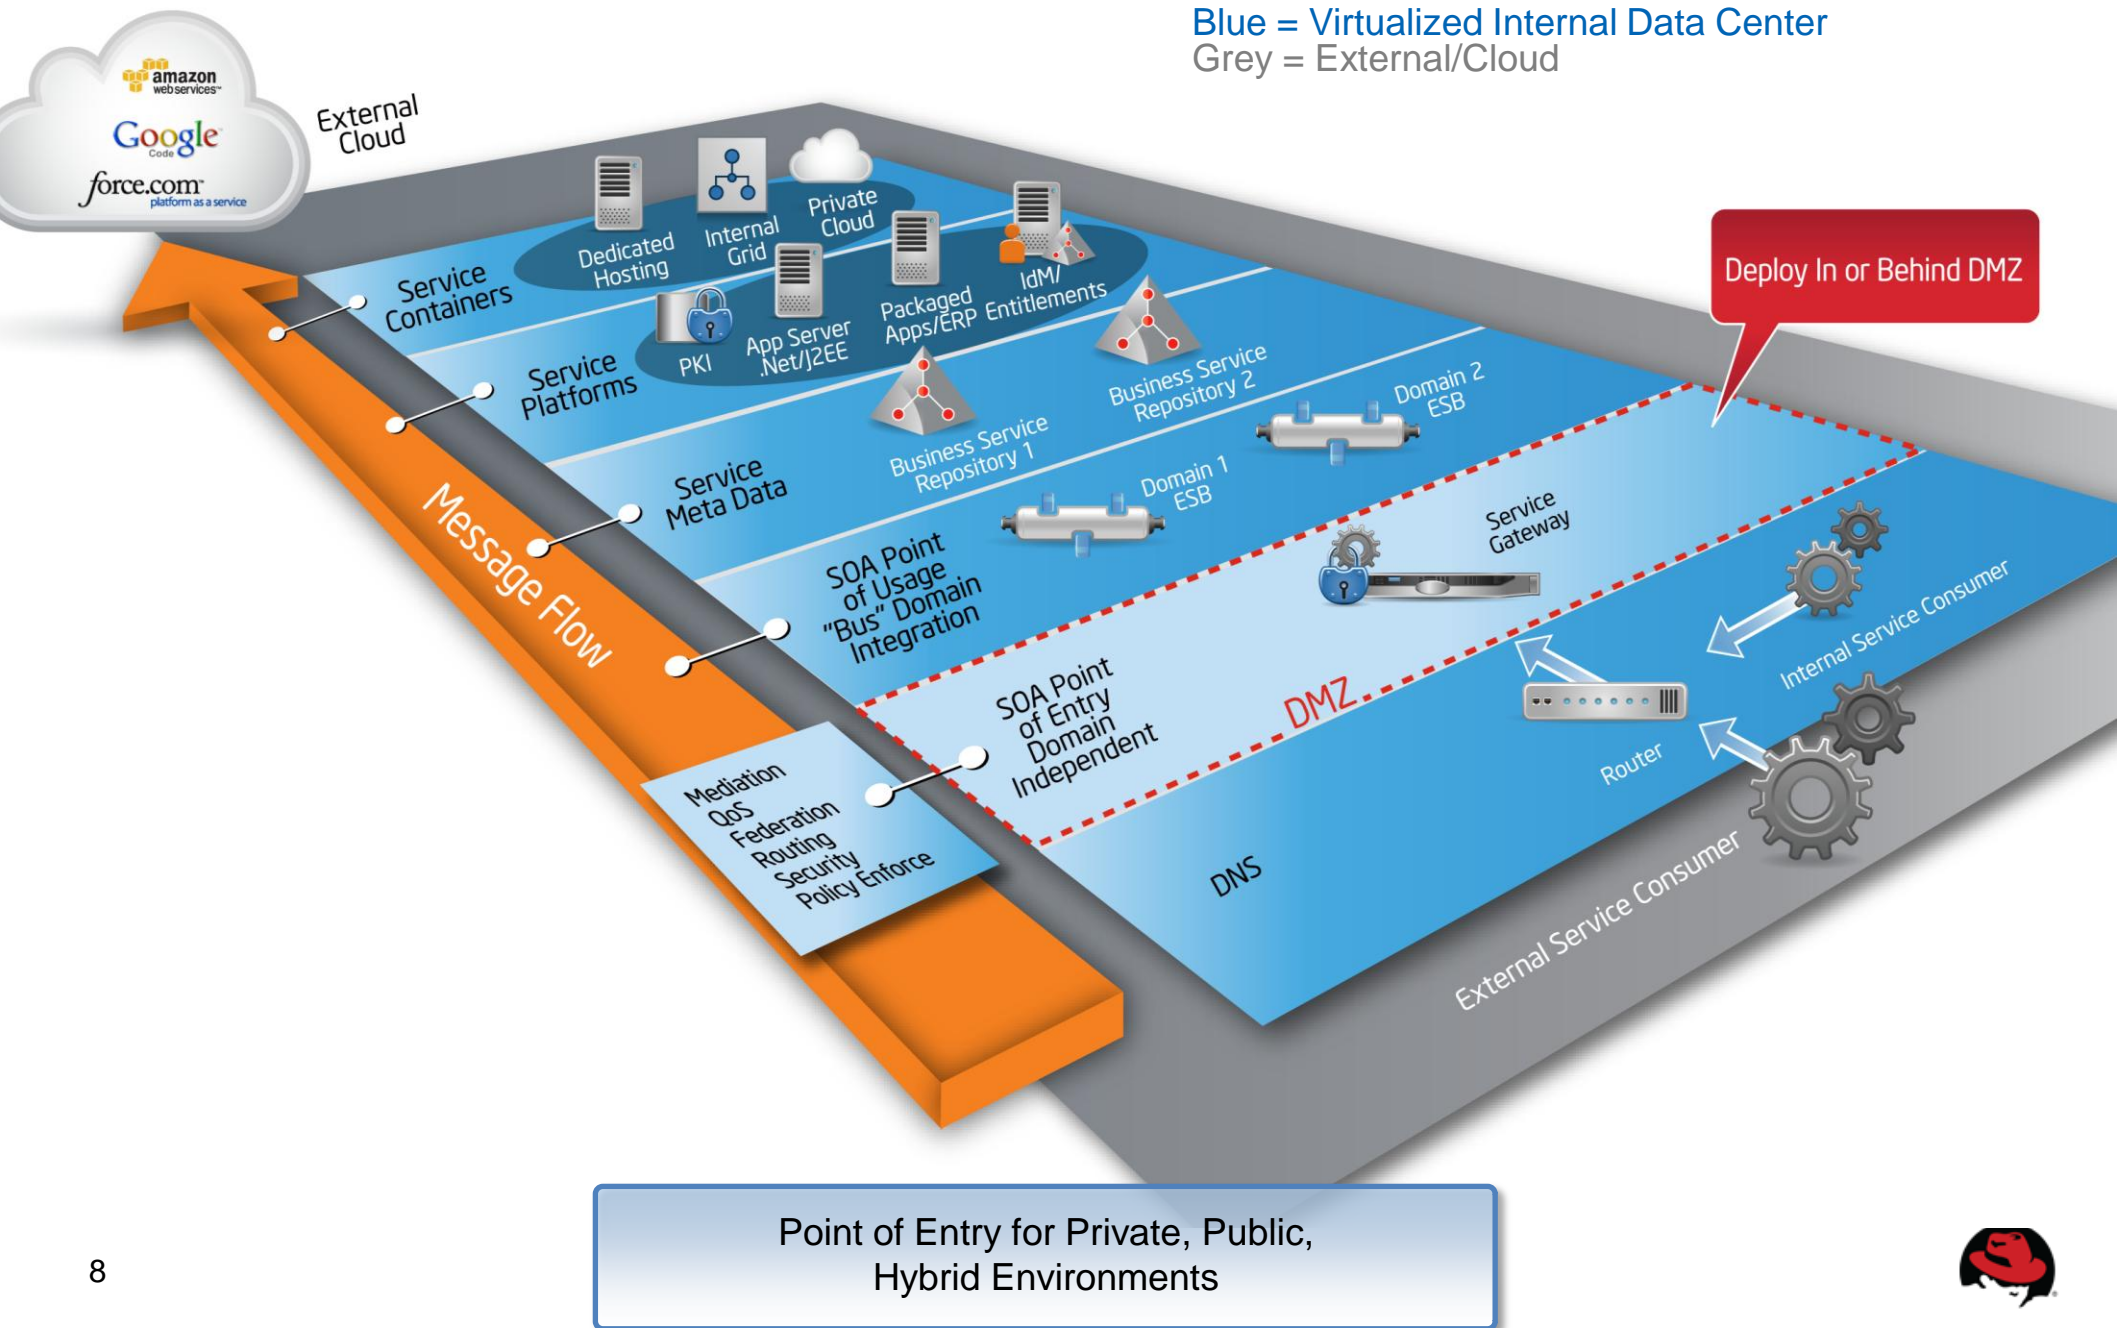 Blue = Virtualized Internal Data Center
Grey = External/Cloud
amazon
webservices™
Google
Code
force.com™
platform as a service
External
Cloud
Dedicated
Hosting
Internal
Grid
Private
Cloud
Service
Containers
PKI
App Server
.Net/J2EE
Packaged
Apps/ERP
IdM/
Entitlements
Service
Platforms
Business Service
Repository 1
Business Service
Repository 2
Service
Meta Data
Domain 1
ESB
Domain 2
ESB
Deploy In or Behind DMZ
SOA Point
of Usage
"Bus" Domain
Integration
Service
Gateway
Message Flow
SOA Point
of Entry
Domain
Independent
DMZ
Internal Service Consumer
Router
Mediation
QoS
Federation
Routing
Security
Policy Enforce
DNS
External Service Consumer
Point of Entry for Private, Public,
Hybrid Environments
8